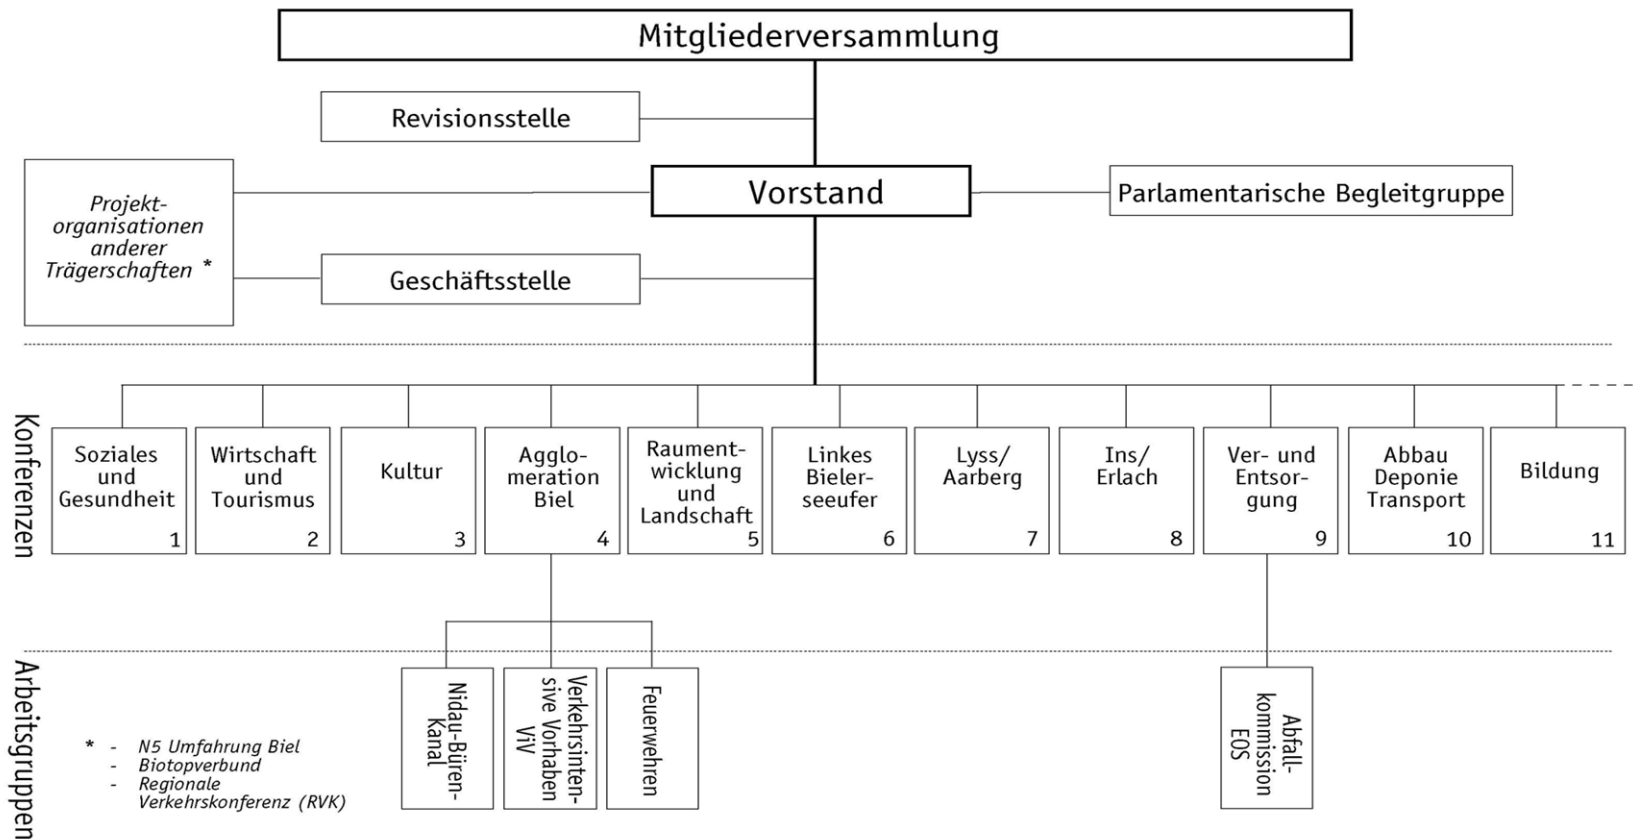 Mitgliederversammlung
Revisionsstelle
Projekt-
organisationen
anderer
Trägerschaften *
Vorstand
Parlamentarische Begleitgruppe
Geschäftsstelle
Konferenzen
Soziales
und
Gesundheit
1
Wirtschaft
und
Tourismus
2
Kultur
3
Agglo-
meration
Biel
4
Raument-
wicklung
und
Landschaft
5
Linkes
Bieler-
seeufer
6
Lyss/
Aarberg
7
Ins/
Erlach
8
Ver- und
Entsor-
gung
9
Abbau
Deponie
Transport
10
Bildung
11
Arbeitsgruppen
Nidau-Büren-
Kanal
Verkehrsinten-
sive Vorhaben
ViV
Feuerwehren
Abfall-
kommission
EOS
* - N5 Umfahrung Biel
- Biotopverbund
- Regionale
Verkehrskonferenz (RVK)